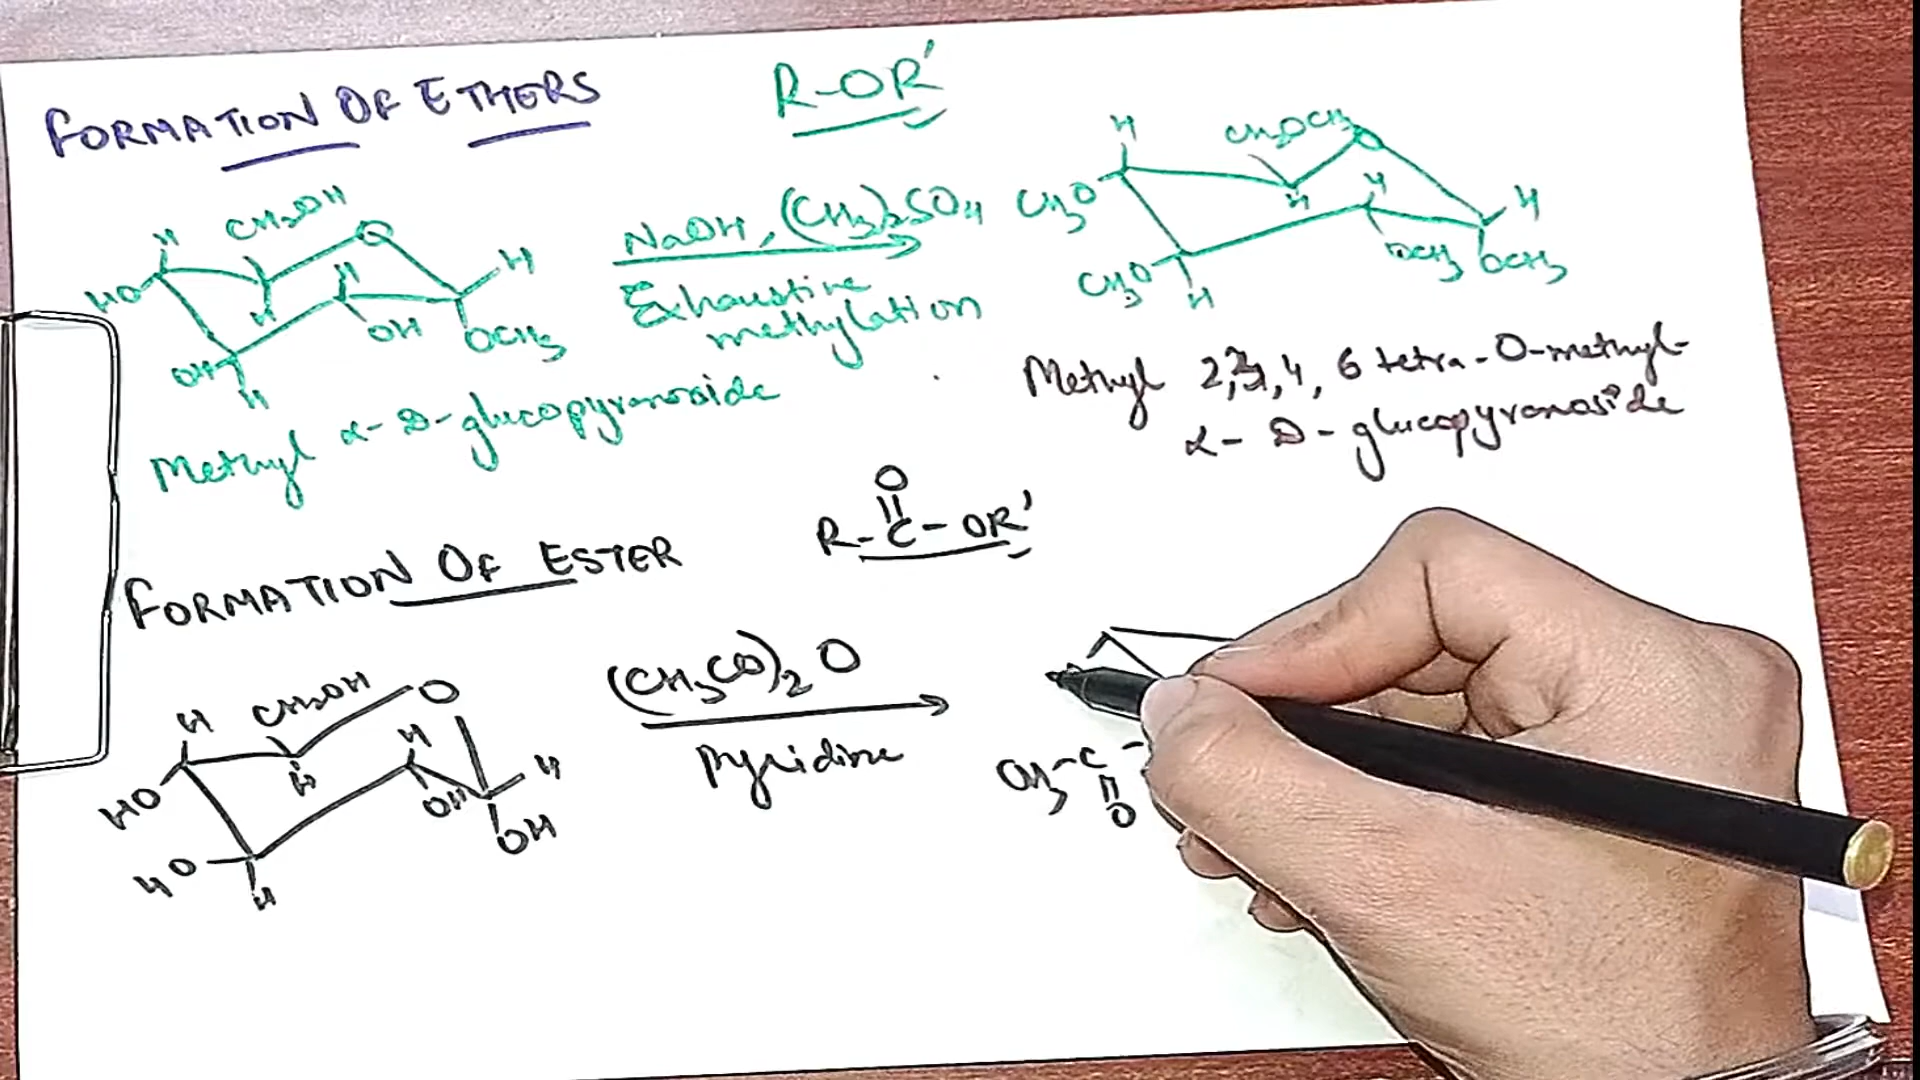 FORMATION OF ETHERS
R-OR'
H
CH2OH
O
H
HO
H
H
OH
OCH3
OH
H
NaOH, (CH3)2SO4
Exhaustive
methylation
H
CH2OCH3
O
CH3O
H
H
H
CH3O
H
OCH3
OCH3
Methyl α-D-glucopyranoside
Methyl 2,3,4, 6 tetra-O-methyl-
α-D-glucopyranoside
FORMATION OF ESTER
O
R-C-OR'
H
CH2OH
O
H
H
H
HO
OH
OH
HO
H
(CH3CO)2O
Pyridine
CH3-C-
O